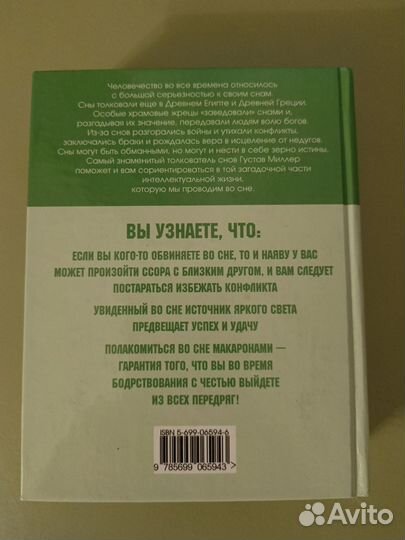 Человечество во все времена относилось
с большой серьезностью к своим снам.
Сны толковали еще в Древнем Египте и Древней Греции.
Особые храмовые жрецы "заведовали" снами и,
разгадывая их значение, передавали людям волю богов.
Из-за снов разгорались войны и утихали конфликты,
заключались браки и рождалась вера в исцеление от недугов.
Сны могут быть обманными, но могут и нести в себе зерно истины.
Самый знаменитый толкователь снов Густав Миллер
поможет и вам сориентироваться в той загадочной части
интеллектуальной жизни,
которую мы проводим во сне.
ВЫ УЗНАЕТЕ, ЧТО:
ЕСЛИ ВЫ КОГО-ТО ОБВИНЯЕТЕ ВО СНЕ, ТО И НАЯВУ У ВАС
МОЖЕТ ПРОИЗОЙТИ ССОРА С БЛИЗКИМ ДРУГОМ, И ВАМ СЛЕДУЕТ
ПОСТАРАТЬСЯ ИЗБЕЖАТЬ КОНФЛИКТА
УВИДЕННЫЙ ВО СНЕ ИСТОЧНИК ЯРКОГО СВЕТА
ПРЕДВЕЩАЕТ УСПЕХ И УДАЧУ
ПОЛАКОМИТЬСЯ ВО СНЕ МАКАРОНАМИ —
ГАРАНТИЯ ТОГО, ЧТО ВЫ ВО ВРЕМЯ
БОДРСТВОВАНИЯ С ЧЕСТЬЮ ВЫЙДЕТЕ
ИЗ ВСЕХ ПЕРЕДРЯГ!
ISBN 5-699-06594-6
9 785699 065943 >
Avito